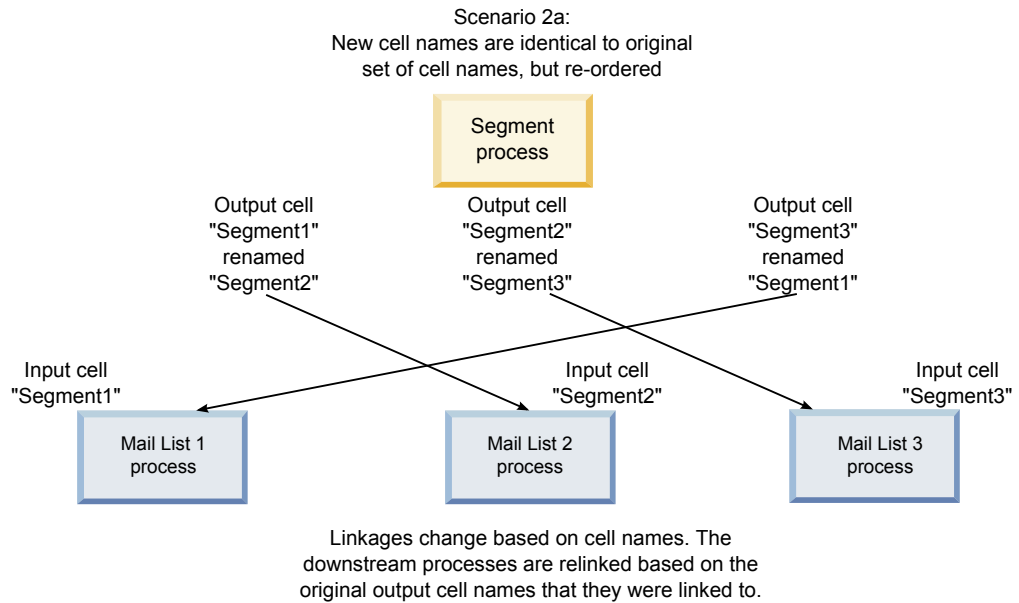 Scenario 2a:
New cell names are identical to original
set of cell names, but re-ordered
Segment
process
Output cell
"Segment1"
renamed
"Segment2"
Output cell
"Segment2"
renamed
"Segment3"
Output cell
"Segment3"
renamed
"Segment1"
Input cell
"Segment1"
Input cell
"Segment2"
Input cell
"Segment3"
Mail List 1
process
Mail List 2
process
Mail List 3
process
Linkages change based on cell names. The
downstream processes are relinked based on the
original output cell names that they were linked to.